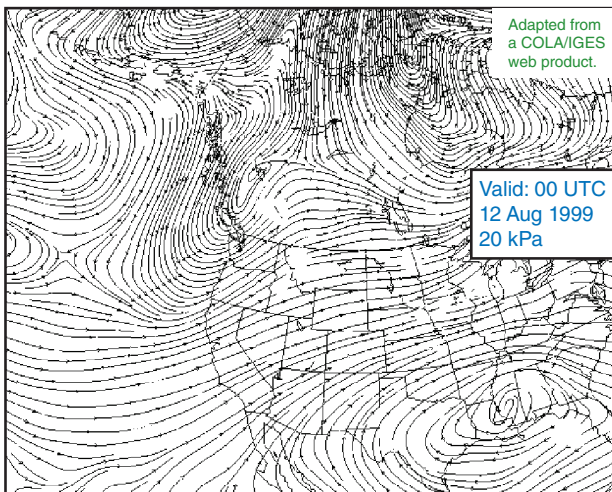 Adapted from
a COLA/IGES
web product.
Valid: 00 UTC
12 Aug 1999
20 kPa